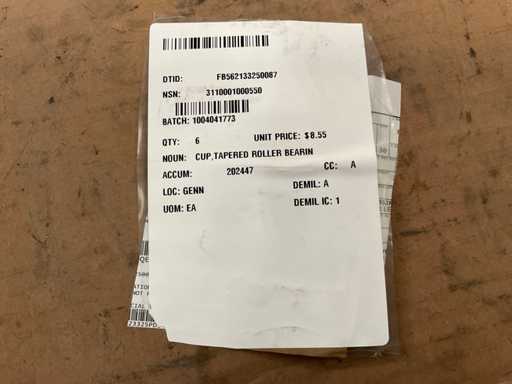 DTID: FB562133250087
NSN: 3110001000550
BATCH: 1004041773
QTY: 6 UNIT PRICE: $8.55
NOUN: CUP,TAPERED ROLLER BEARIN
ACCUM: 202447 CC: A
LOC: GENN DEMIL: A
UOM: EA DEMIL IC: 1